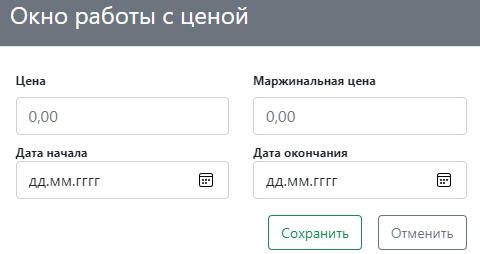 Окно работы с ценой
Цена Маржинальная цена
0,00 0,00
Дата начала Дата окончания
дд.мм.гггг дд.мм.гггг
Сохранить Отменить